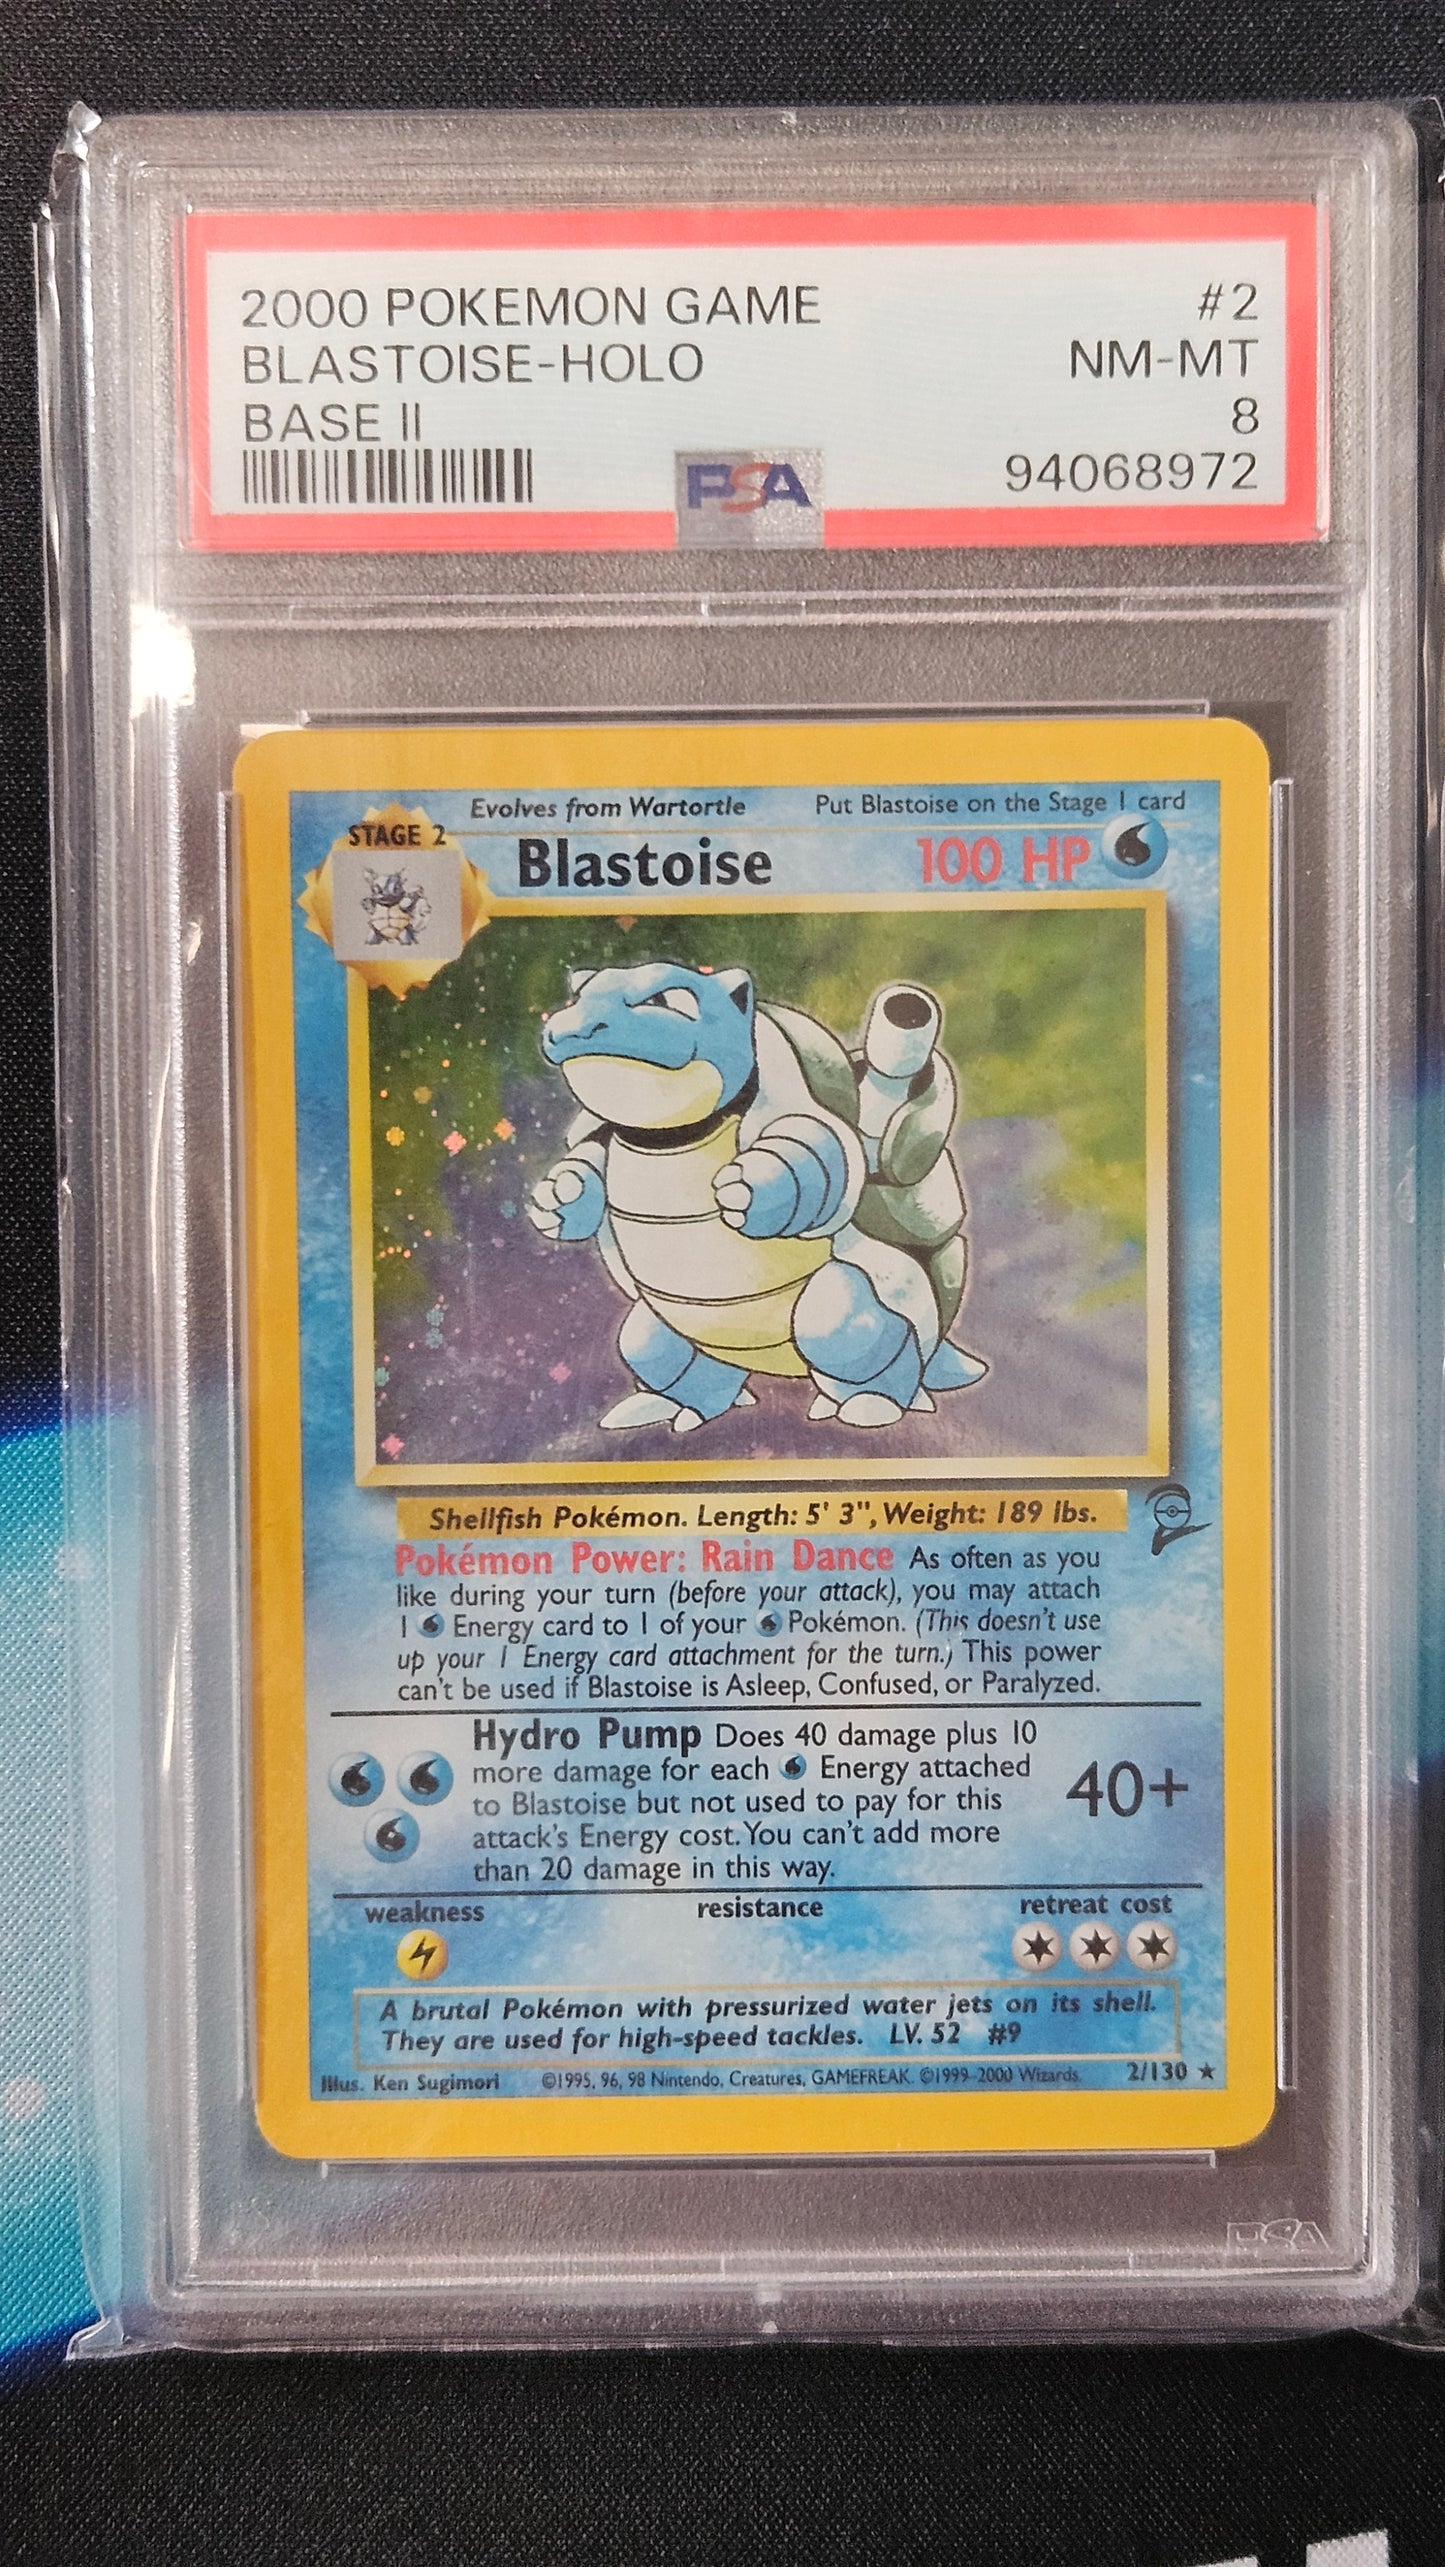 2000 POKEMON GAME #2
BLASTOISE-HOLO NM-MT
BASE II 8
PSA 94068972
Evolves from Wartortle Put Blastoise on the Stage 1 card
STAGE 2
Blastoise 100 HP
Shellfish Pokémon. Length: 5' 3", Weight: 189 lbs.
Pokémon Power: Rain Dance As often as you
like during your turn (before your attack), you may attach
1 Energy card to 1 of your Pokémon. (This doesn't use
up your 1 Energy card attachment for the turn.) This power
can't be used if Blastoise is Asleep, Confused, or Paralyzed.
Hydro Pump Does 40 damage plus 10
more damage for each Energy attached
to Blastoise but not used to pay for this
attack's Energy cost. You can't add more
than 20 damage in this way.
40+
weakness resistance retreat cost
A brutal Pokémon with pressurized water jets on its shell.
They are used for high-speed tackles. LV. 52 #9
Illus. Ken Sugimori ©1995, 96, 98 Nintendo, Creatures, GAMEFREAK. ©1999-2000 Wizards. 2/130 ★
PSA